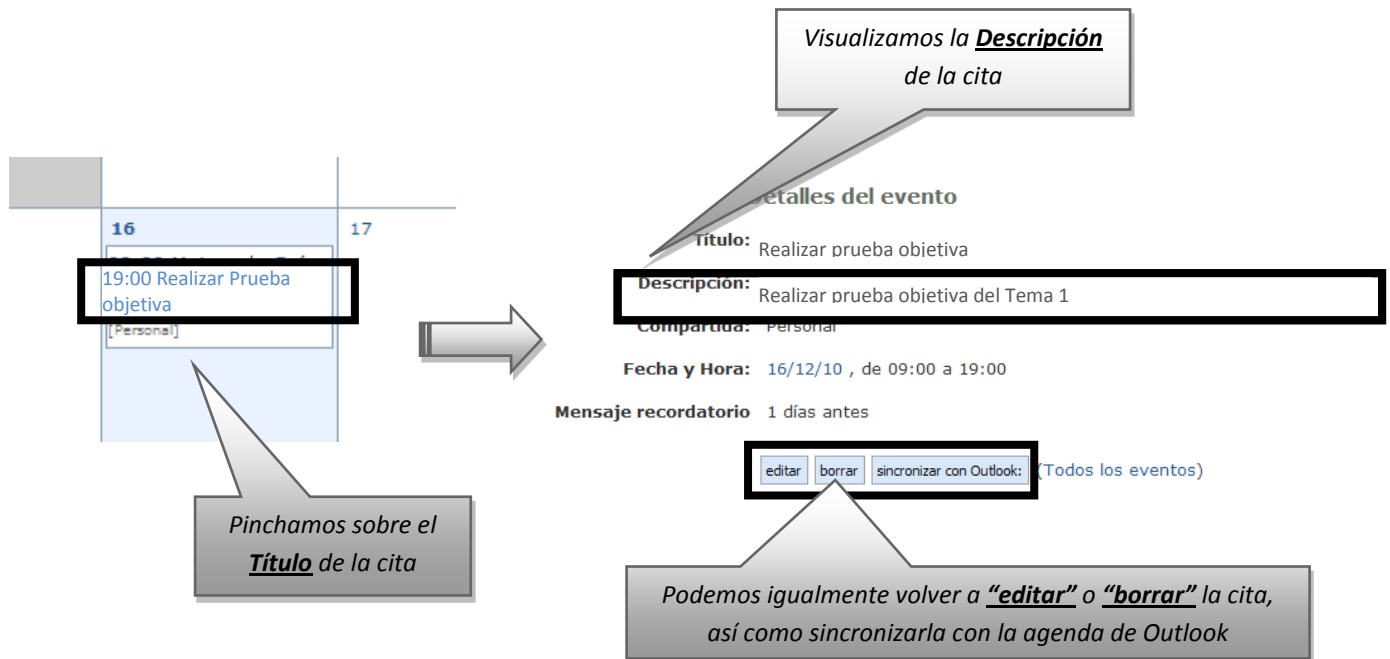 Visualizamos la Descripción
de la cita
16
17
19:00 Realizar Prueba
objetiva
[Personal]
Pinchamos sobre el
Título de la cita
etalles del evento
Título: Realizar prueba objetiva
Descripción: Realizar prueba objetiva del Tema 1
Compartida: Personal
Fecha y Hora: 16/12/10 , de 09:00 a 19:00
Mensaje recordatorio 1 días antes
editar borrar sincronizar con Outlook: (Todos los eventos)
Podemos igualmente volver a “editar” o “borrar” la cita,
así como sincronizarla con la agenda de Outlook